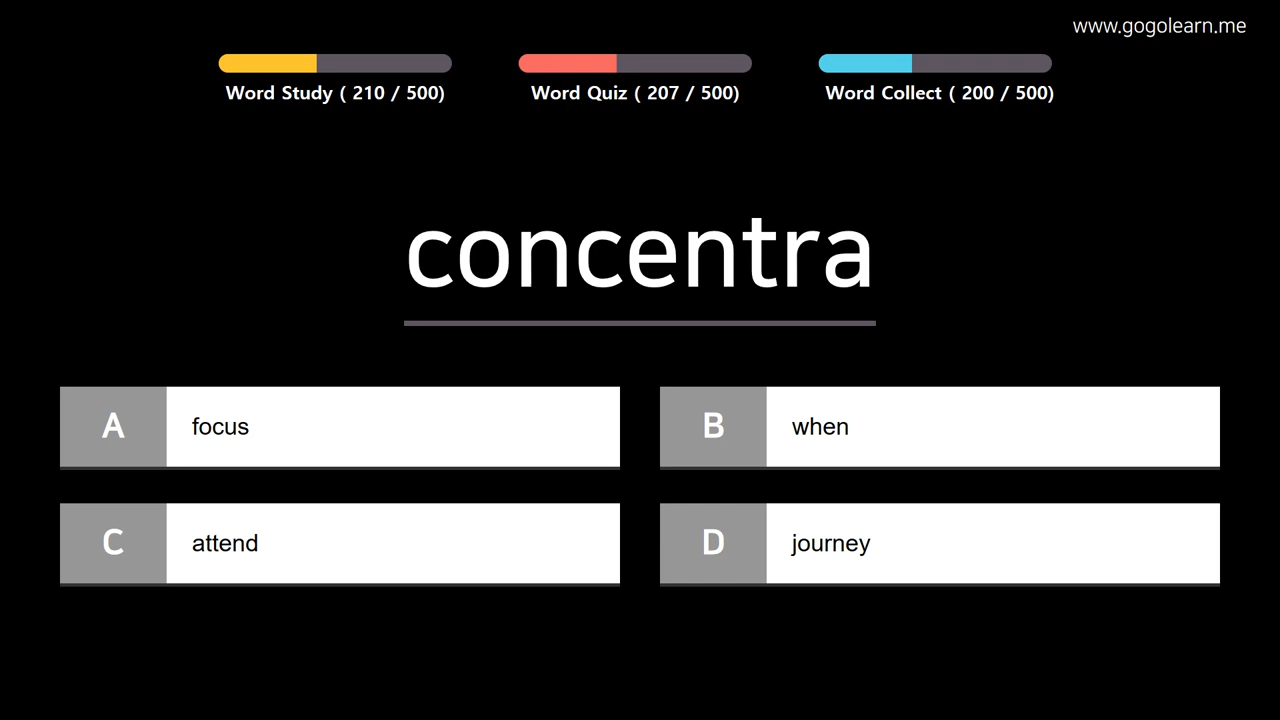 www.gogolearn.me
Word Study ( 210 / 500)
Word Quiz ( 207 / 500)
Word Collect ( 200 / 500)
concentra
A
focus
B
when
C
attend
D
journey